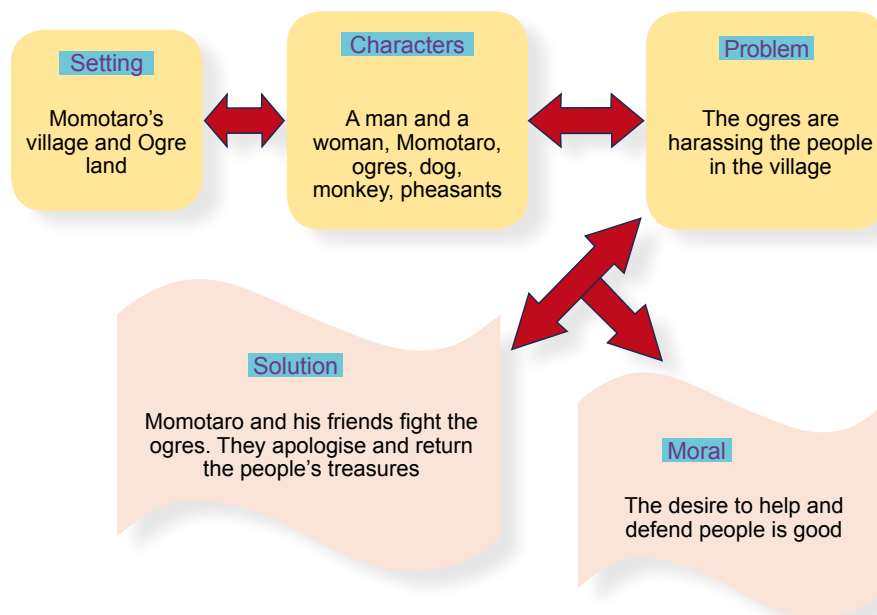 Setting
Momotaro's
village and Ogre
land
Characters
A man and a
woman, Momotaro,
ogres, dog,
monkey, pheasants
Problem
The ogres are
harassing the people
in the village
Solution
Momotaro and his friends fight the
ogres. They apologise and return
the people's treasures
Moral
The desire to help and
defend people is good